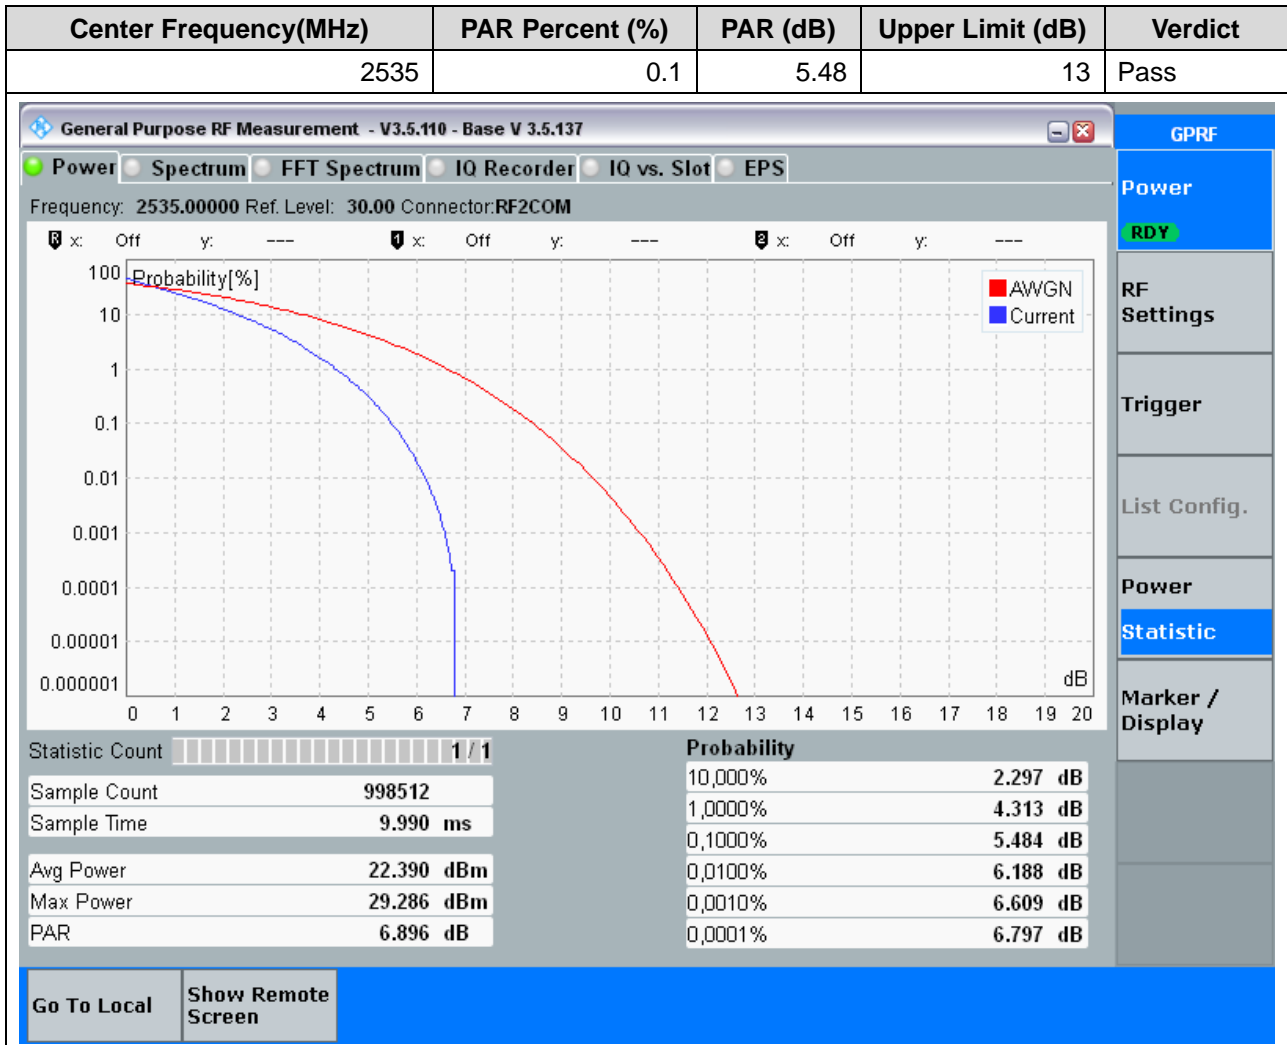 Center Frequency(MHz) PAR Percent (%) PAR (dB) Upper Limit (dB) Verdict
2535 0.1 5.48 13 Pass
General Purpose RF Measurement - V3.5.110 - Base V 3.5.137
GPRF
Power Spectrum FFT Spectrum IQ Recorder IQ vs. Slot EPS
Power
RDY
Frequency: 2535.00000 Ref. Level: 30.00 Connector:RF2COM
R x: Off y: --- 1 x: Off y: --- 2 x: Off y: ---
Probability[%]
100
10
1
0.1
0.01
0.001
0.0001
0.00001
0.000001
AWGN
Current
dB
0 1 2 3 4 5 6 7 8 9 10 11 12 13 14 15 16 17 18 19 20
RF
Settings
Trigger
List Config.
Power
Statistic
Marker /
Display
Statistic Count 1 / 1
Sample Count 998512
Sample Time 9.990 ms
Avg Power 22.390 dBm
Max Power 29.286 dBm
PAR 6.896 dB
Probability
10,000% 2.297 dB
1,0000% 4.313 dB
0,1000% 5.484 dB
0,0100% 6.188 dB
0,0010% 6.609 dB
0,0001% 6.797 dB
Go To Local
Show Remote
Screen